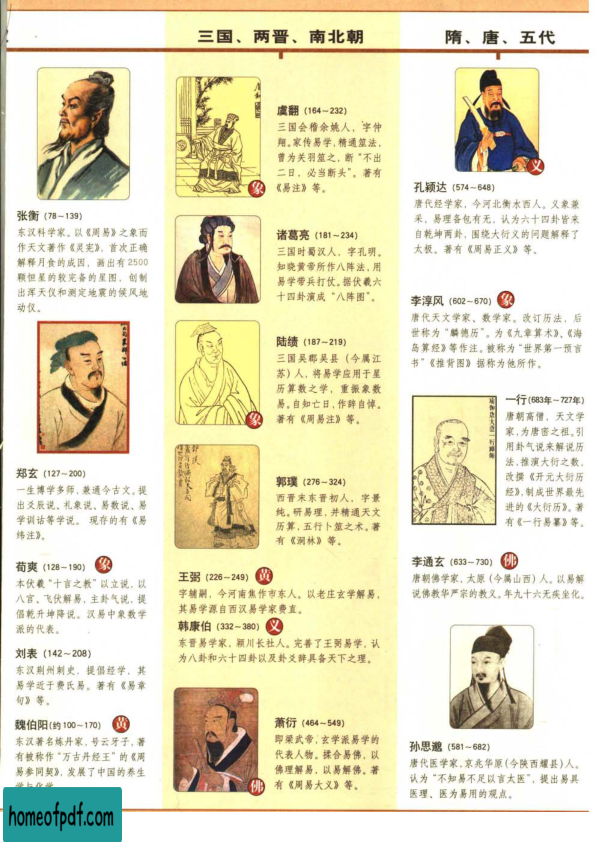 三国、两晋、南北朝
隋、唐、五代
张衡 (78~139)
东汉科学家。以《周易》之象而
作天文著作《灵宪》，首次正确
解释月食的成因，画出有2500
颗恒星的较完备的星图，创制
出浑天仪和测定地震的候风地
动仪。
郑玄 (127~200)
一生博学多师，兼通今古文。提
出爻辰说、礼象说、易数说、易
学训诂等学说。 现存的有《易
纬注》。
荀爽 (128~190) 象
本伏羲“十言之教”以立说，以
八宫、飞伏解易，主卦气说，提
倡乾升坤降说。汉易中象数学
派的代表。
刘表 (142~208)
东汉荆州刺史，提倡经学，其
易学近于费氏易。著有《易章
句》等。
魏伯阳(约100~170) 黄
东汉著名炼丹家，号云牙子，著
有被称作“万古丹经王”的《周
易参同契》，发展了中国的养生
学与化学
象
虞翻 (164~232)
三国会稽余姚人，字仲
翔。家传易学，精通筮法，
曾为关羽筮之，断“不出
二日，必当断头”。著有
《易注》等。
诸葛亮 (181~234)
三国时蜀汉人，字孔明。
知晓黄帝所作八阵法，用
易学带兵打仗。据伏羲六
十四卦演成“八阵图”。
象
陆绩 (187~219)
三国吴郡吴县（今属江
苏）人，将易学应用于星
历算数之学，重振象数
易。自知亡日，作辞自悼。
著有《周易注》等。
郭璞 (276~324)
西晋末东晋初人，字景
纯。研易理，并精通天文
历算，五行卜筮之术。著
有《洞林》等。
王弼 (226~249) 黄
字辅嗣，今河南焦作市东人。以老庄玄学解易，
其易学源自西汉易学家费直。
韩康伯 (332~380) 义
东晋易学家，颍川长社人。完善了王弼易学，认
为八卦和六十四卦以及卦爻辞具备天下之理。
佛
萧衍 (464~549)
即梁武帝，玄学派易学的
代表人物。揉合易佛，以
佛理解易，以易解佛。著
有《周易大义》等。
义
孔颖达 (574~648)
唐代经学家，今河北衡水西人。义象兼
采，易理备包有无，认为六十四卦皆来
自乾坤两卦，围绕大衍义的问题解释了
太极。著有《周易正义》等。
李淳风 (602~670) 象
唐代天文学家、数学家。改订历法，后
世称为“麟德历”。为《九章算术》、《海
岛算经》等作注。被称为“世界第一预言
书”《推背图》据称为他所作。
一行(683年~727年)
唐朝高僧，天文学
家，为唐密之祖。引
用卦气说来解说历
法，推演大衍之数，
改撰《开元大衍历
经》，制成世界最先
进的《大衍历》。著
有《一行易纂》等。
李通玄 (633~730) 佛
唐朝佛学家，太原（今属山西）人。以易解
说佛教华严宗的教义。年九十六无疾坐化。
孙思邈 (581~682)
唐代医学家，京兆华原(今陕西耀县)人。
认为“不知易不足以言太医”，提出易具
医理、医为易用的观点。
homeofpdf.com